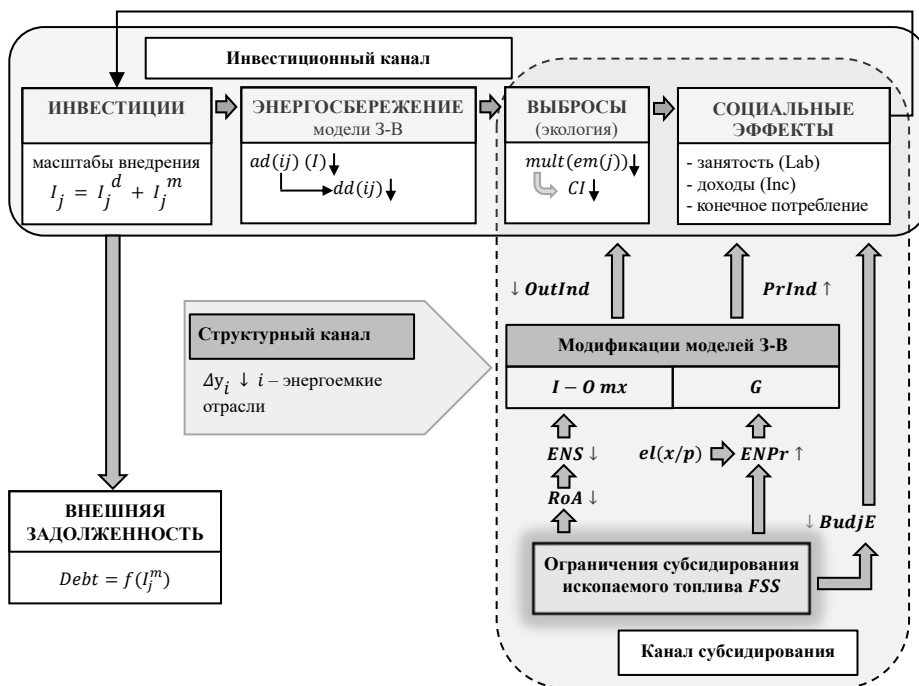 Инвестиционный канал
ИНВЕСТИЦИИ
масштабы внедрения
I_j = I_j^d + I_j^m
ЭНЕРГОСБЕРЕЖЕНИЕ
модели З-В
ad(ij) (I)↓
dd(ij)↓
ВЫБРОСЫ
(экология)
mult(em(j))↓
CI↓
СОЦИАЛЬНЫЕ
ЭФФЕКТЫ
- занятость (Lab)
- доходы (Inc)
- конечное потребление
↓ OutInd
PrInd ↑
Структурный канал
Δy_i ↓ i – энергоемкие
отрасли
Модификации моделей З-В
I – O mx
G
ENS ↓
el(x/p)
ENPr ↑
RoA ↓
↓ BudjE
ВНЕШНЯЯ
ЗАДОЛЖЕННОСТЬ
Debt = f(I_j^m)
Ограничения субсидирования
ископаемого топлива FSS
Канал субсидирования